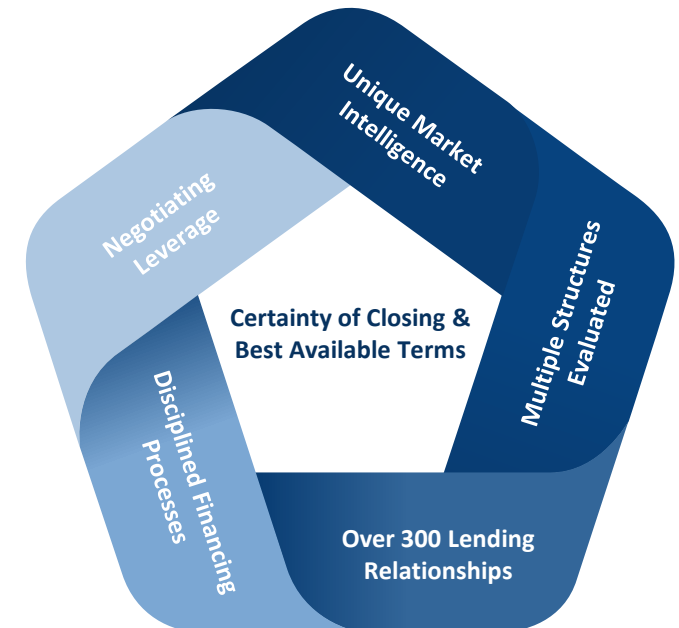 Unique Market
Intelligence
Multiple Structures
Evaluated
Over 300 Lending
Relationships
Disciplined Financing
Processes
Negotiating
Leverage
Certainty of Closing &
Best Available Terms